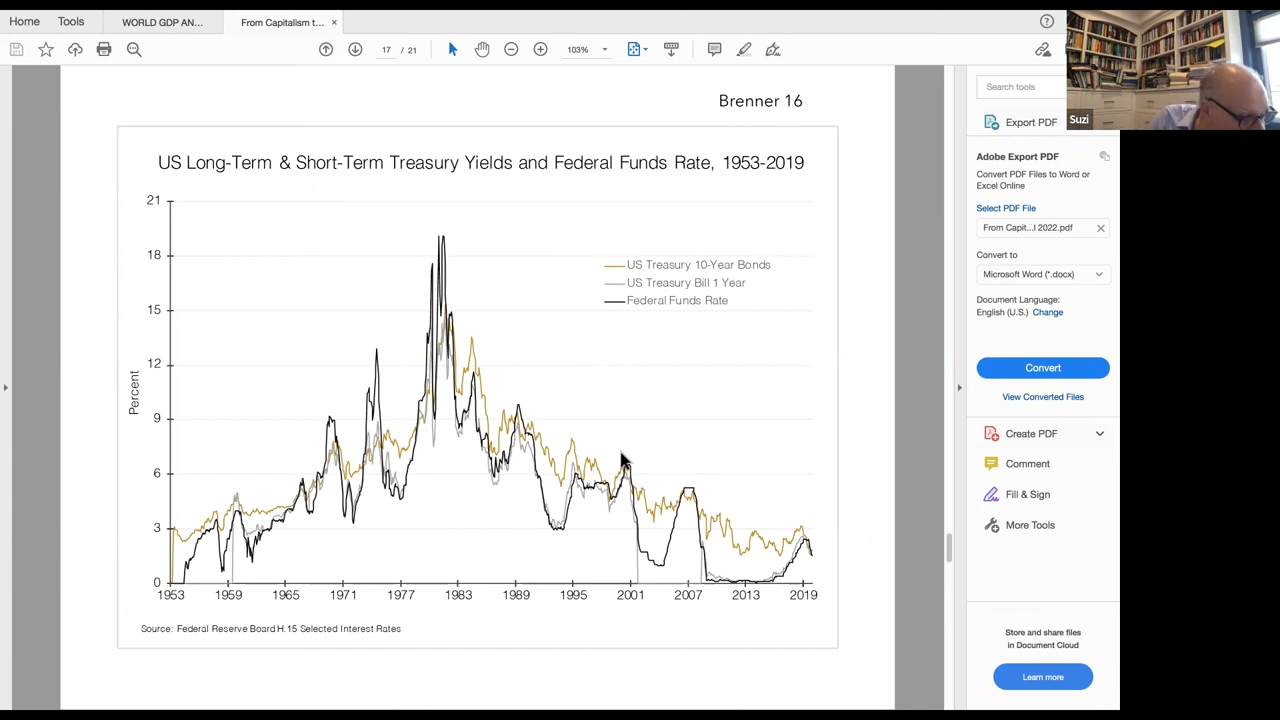 Home Tools WORLD GDP AN... From Capitalism t... ×
17 / 21 103%
Brenner 16
US Long-Term & Short-Term Treasury Yields and Federal Funds Rate, 1953-2019
Percent
21
18
15
12
9
6
3
0
US Treasury 10-Year Bonds
US Treasury Bill 1 Year
Federal Funds Rate
1953 1959 1965 1971 1977 1983 1989 1995 2001 2007 2013 2019
Source: Federal Reserve Board H.15 Selected Interest Rates
Search tools
Export PDF
Adobe Export PDF
Convert PDF Files to Word or
Excel Online
Select PDF File
From Capit...l 2022.pdf
Convert to
Microsoft Word (*.docx)
Document Language:
English (U.S.) Change
Convert
View Converted Files
Create PDF
Comment
Fill & Sign
More Tools
Store and share files
in Document Cloud
Learn more
Suzi